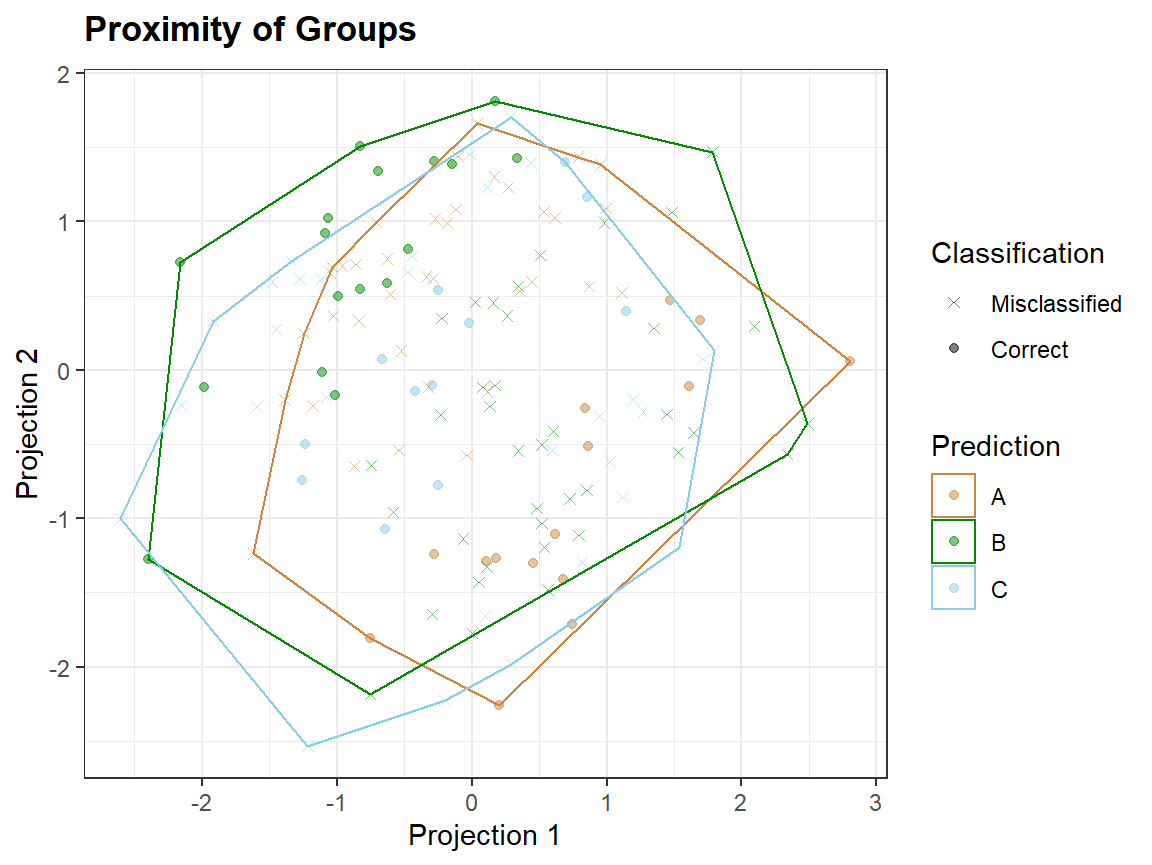 Proximity of Groups
2
1
0
-1
-2
Projection 2
-2
-1
0
1
2
3
Projection 1
Classification
Misclassified
Correct
Prediction
A
B
C